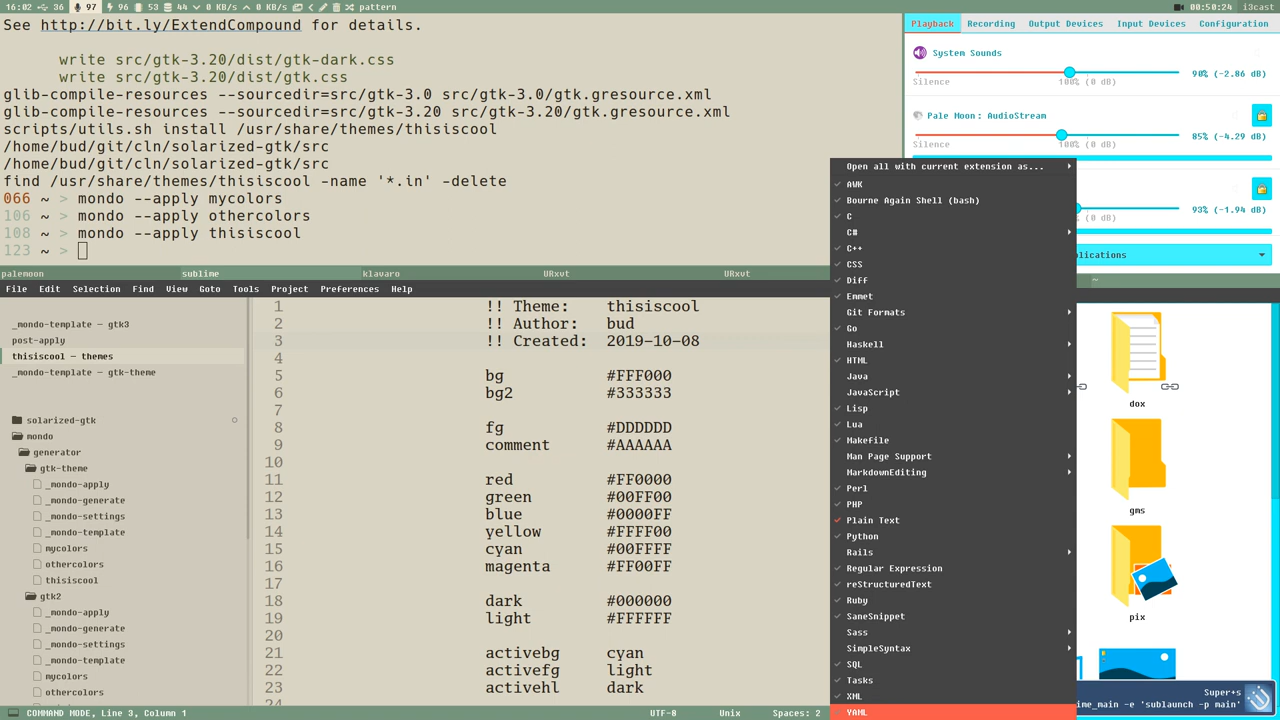 16:02 26 97 96 53 44 0 KB/s 0 KB/s pattern
00:50:24 i3cast
See http://bit.ly/ExtendCompound for details.
write src/gtk-3.20/dist/gtk-dark.css
write src/gtk-3.20/dist/gtk.css
glib-compile-resources --sourcedir=src/gtk-3.0 src/gtk-3.0/gtk.gresource.xml
glib-compile-resources --sourcedir=src/gtk-3.20 src/gtk-3.20/gtk.gresource.xml
scripts/utils.sh install /usr/share/themes/thisiscool
/home/bud/git/cln/solarized-gtk/src
/home/bud/git/cln/solarized-gtk/src
find /usr/share/themes/thisiscool -name '*.in' -delete
066 ~ > mondo --apply mycolors
106 ~ > mondo --apply othercolors
108 ~ > mondo --apply thisiscool
123 ~ >
Playback Recording Output Devices Input Devices Configuration
System Sounds
90% (-2.86 dB)
Silence 100% (0 dB)
Pale Moon: AudioStream
85% (-4.29 dB)
Silence 100% (0 dB)
93% (-1.94 dB)
(0 dB)
lications
palemoon sublime klavaro URxvt URxvt
~
File Edit Selection Find View Goto Tools Project Preferences Help
_mondo-template — gtk3
post-apply
thisiscool — themes
_mondo-template — gtk-theme
solarized-gtk
mondo
generator
gtk-theme
_mondo-apply
_mondo-generate
_mondo-settings
_mondo-template
mycolors
othercolors
thisiscool
gtk2
_mondo-apply
_mondo-generate
_mondo-settings
_mondo-template
mycolors
othercolors
1 !! Theme: thisiscool
2 !! Author: bud
3 !! Created: 2019-10-08
4
5 bg #FFF000
6 bg2 #333333
7
8 fg #DDDDDD
9 comment #AAAAAA
10
11 red #FF0000
12 green #00FF00
13 blue #0000FF
14 yellow #FFFF00
15 cyan #00FFFF
16 magenta #FF00FF
17
18 dark #000000
19 light #FFFFFF
20
21 activebg cyan
22 activefg light
23 activehl dark
24
Open all with current extension as...
AWK
Bourne Again Shell (bash)
C
C#
C++
CSS
Diff
Emmet
Git Formats
Go
Haskell
HTML
Java
JavaScript
Lisp
Lua
Makefile
Man Page Support
MarkdownEditing
Perl
PHP
Plain Text
Python
Rails
Regular Expression
reStructuredText
Ruby
SaneSnippet
Sass
SimpleSyntax
SQL
Tasks
XML
YAML
dox
gms
pix
Super+s
ime_main -e 'sublaunch -p main'
COMMAND MODE, Line 3, Column 1 UTF-8 Unix Spaces: 2